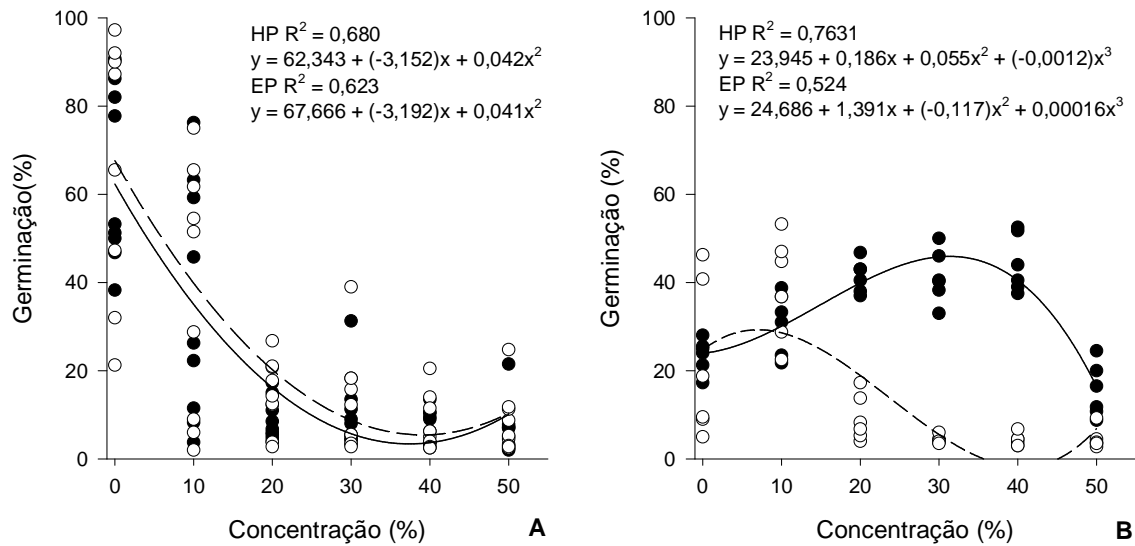 HP R² = 0,680
y = 62,343 + (-3,152)x + 0,042x²
EP R² = 0,623
y = 67,666 + (-3,192)x + 0,041x²
100
80
60
40
20
0
Germinação(%)
0 10 20 30 40 50
Concentração (%)
A
HP R² = 0,7631
y = 23,945 + 0,186x + 0,055x² + (-0,0012)x³
EP R² = 0,524
y = 24,686 + 1,391x + (-0,117)x² + 0,00016x³
100
80
60
40
20
0
Germinação (%)
0 10 20 30 40 50
Concentração (%)
B